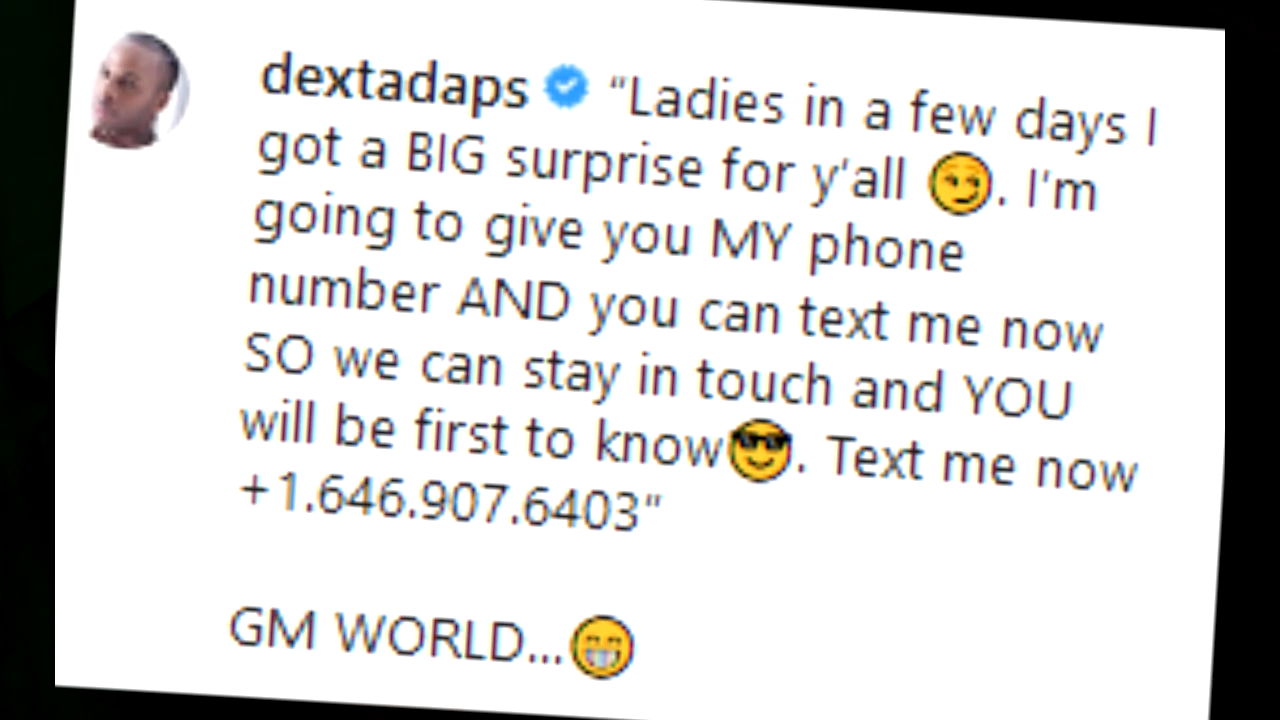 dextadaps "Ladies in a few days I
got a BIG surprise for y'all 😏. I'm
going to give you MY phone
number AND you can text me now
SO we can stay in touch and YOU
will be first to know😎. Text me now
+1.646.907.6403"
GM WORLD...😁